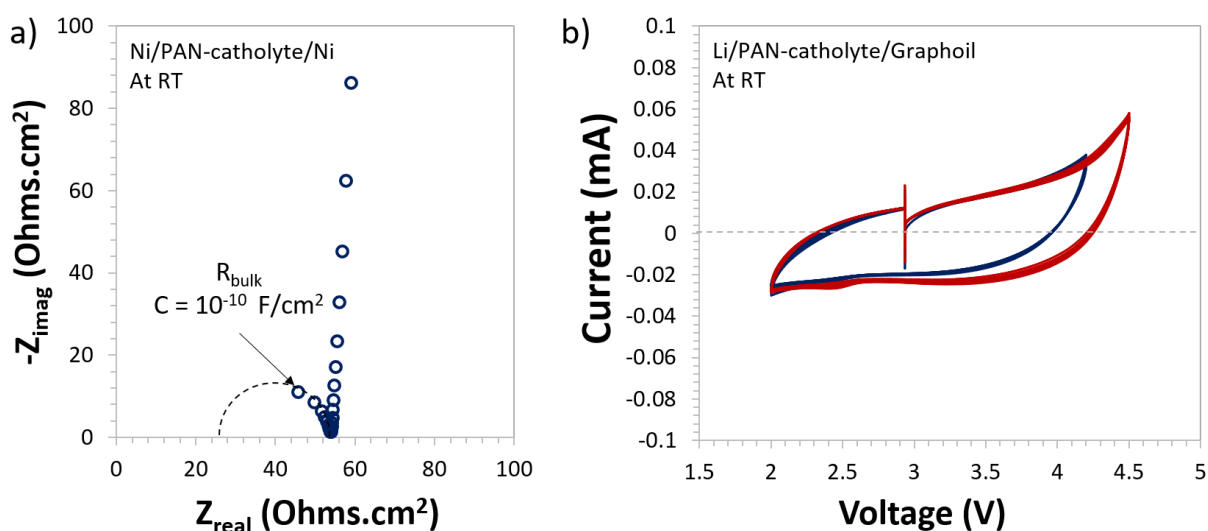 a)
Ni/PAN-catholyte/Ni
At RT
-Z_imag (Ohms.cm²)
100
80
60
40
20
0
R_bulk
C = 10⁻¹⁰ F/cm²
0 20 40 60 80 100
Z_real (Ohms.cm²)
b)
Li/PAN-catholyte/Graphoil
At RT
Current (mA)
0.1
0.08
0.06
0.04
0.02
0
-0.02
-0.04
-0.06
-0.08
-0.1
1.5 2 2.5 3 3.5 4 4.5 5
Voltage (V)